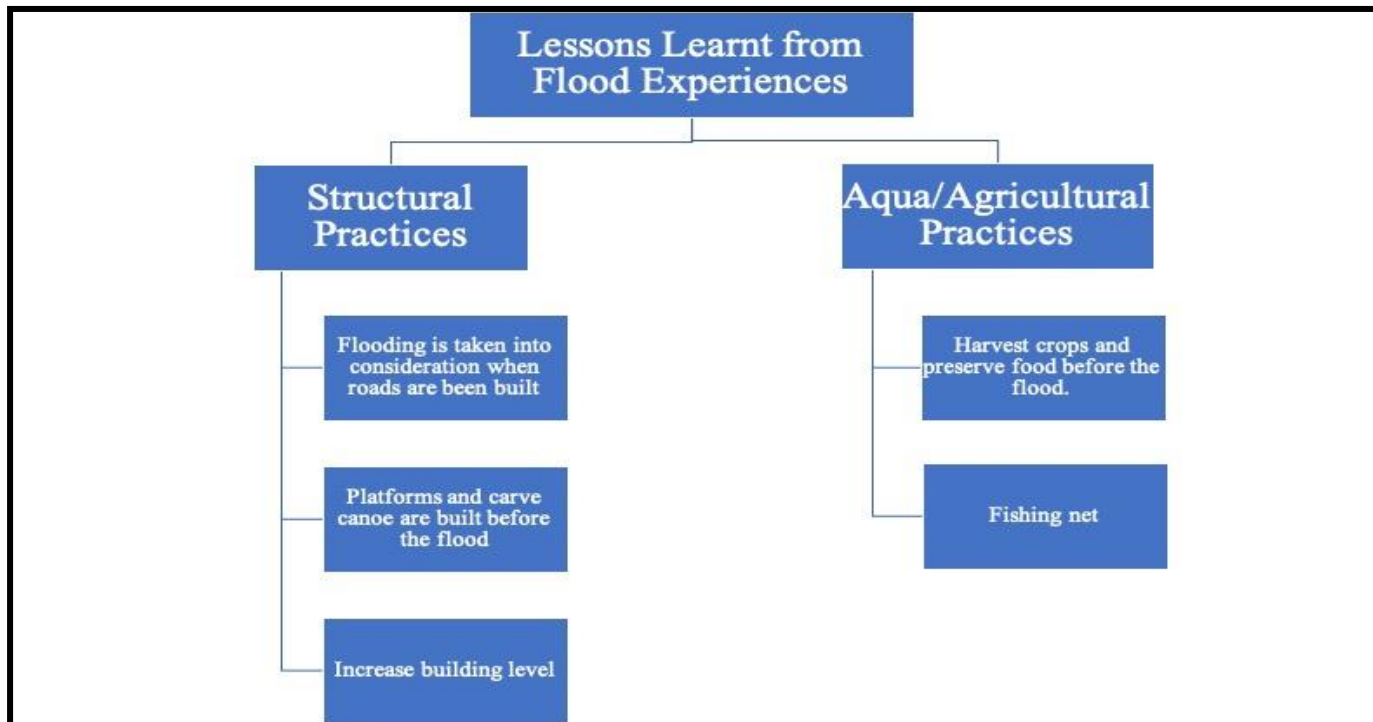 Lessons Learnt from
Flood Experiences
Structural
Practices
Flooding is taken into
consideration when
roads are been built
Platforms and carve
canoe are built before
the flood
Increase building level
Aqua/Agricultural
Practices
Harvest crops and
preserve food before the
flood.
Fishing net